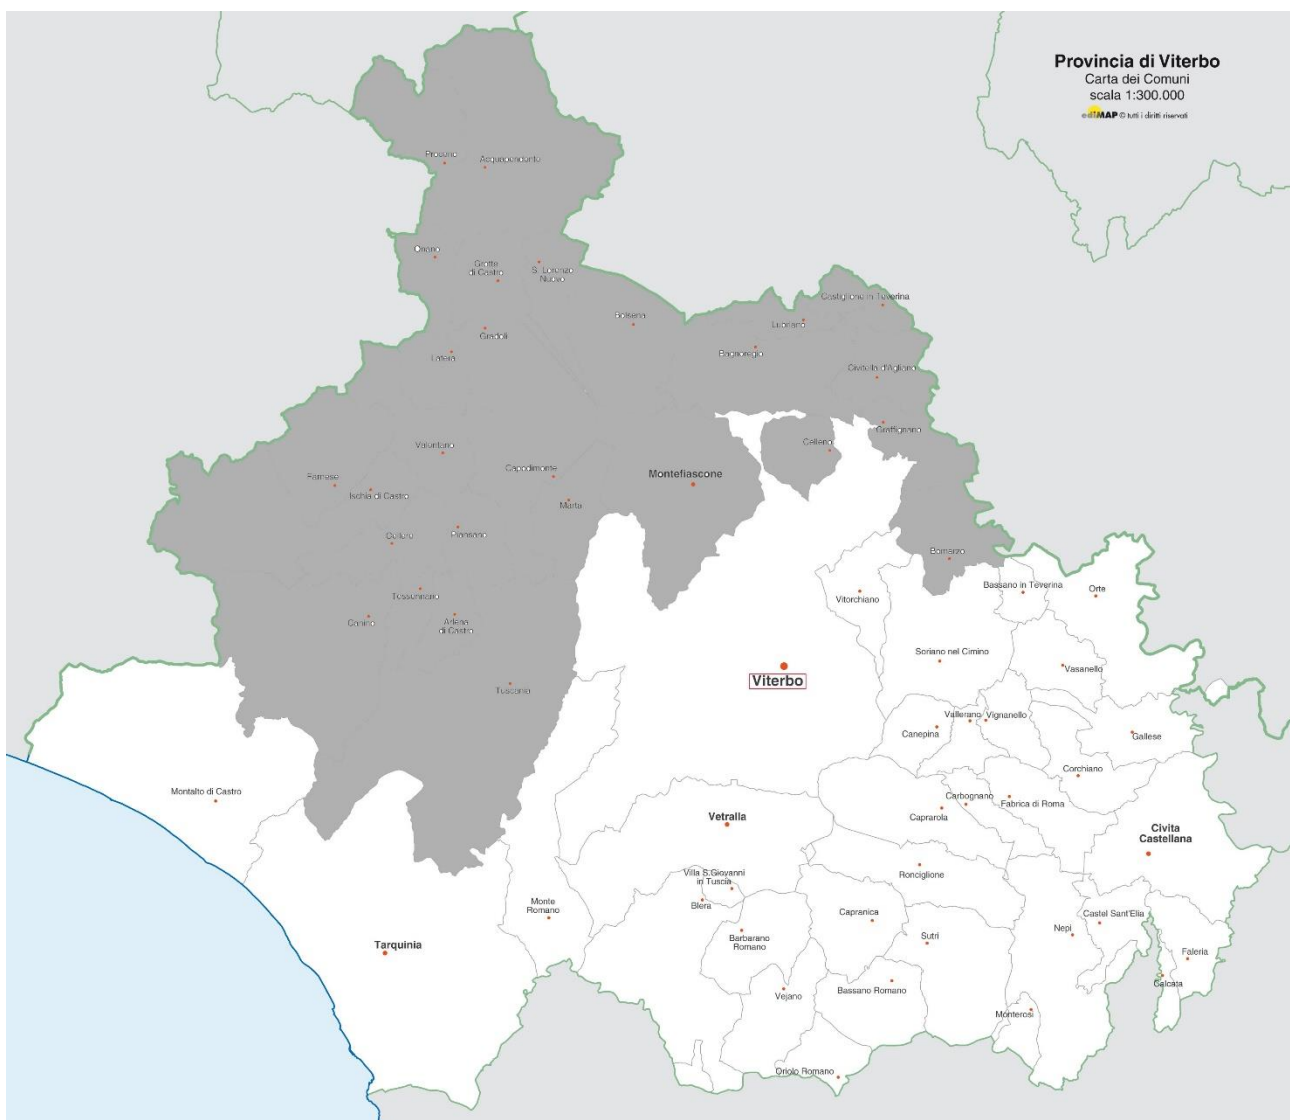 Provincia di Viterbo
Carta dei Comuni
scala 1:300.000
ediMAP © tutti i diritti riservati
Proceno
Acquapendente
Onano
Grotte
di Castro
S. Lorenzo
Nuovo
Castiglione in Teverina
Bolsena
Lubriano
Gradoli
Latera
Bagnoregio
Civitella d'Agliano
Graffignano
Celleno
Valentano
Capodimonte
Montefiascone
Farnese
Ischia di Castro
Marta
Cellere
Piansano
Bomarzo
Bassano in Teverina
Orte
Tessennano
Vitorchiano
Canino
Arlena
di Castro
Soriano nel Cimino
Vasanello
Viterbo
Tuscania
Vallerano
Vignanello
Canepina
Gallese
Corchiano
Montalto di Castro
Carbognano
Fabrica di Roma
Caprarola
Vetralla
Civita
Castellana
Villa S.Giovanni
in Tuscia
Ronciglione
Monte
Romano
Blera
Capranica
Castel Sant'Elia
Nepi
Barbarano
Romano
Sutri
Tarquinia
Faleria
Calcata
Bassano Romano
Vejano
Monterosi
Oriolo Romano